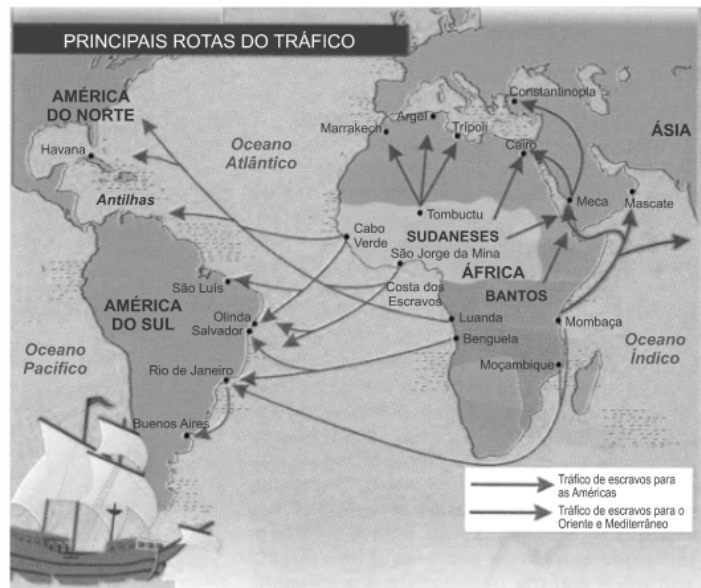 PRINCIPAIS ROTAS DO TRÁFICO
AMÉRICA
DO NORTE
Havana
Antilhas
Oceano
Atlântico
Constantinopla
Argel
Marrakech
Trípoli
Cairo
ÁSIA
Meca
Mascate
Tombuctu
Cabo
Verde
SUDANESES
São Jorge da Mina
ÁFRICA
Costa dos
Escravos
BANTOS
São Luís
AMÉRICA
DO SUL
Olinda
Salvador
Luanda
Benguela
Mombaça
Oceano
Índico
Oceano
Pacífico
Rio de Janeiro
Moçambique
Buenos Aires
Tráfico de escravos para
as Américas
Tráfico de escravos para o
Oriente e Mediterrâneo